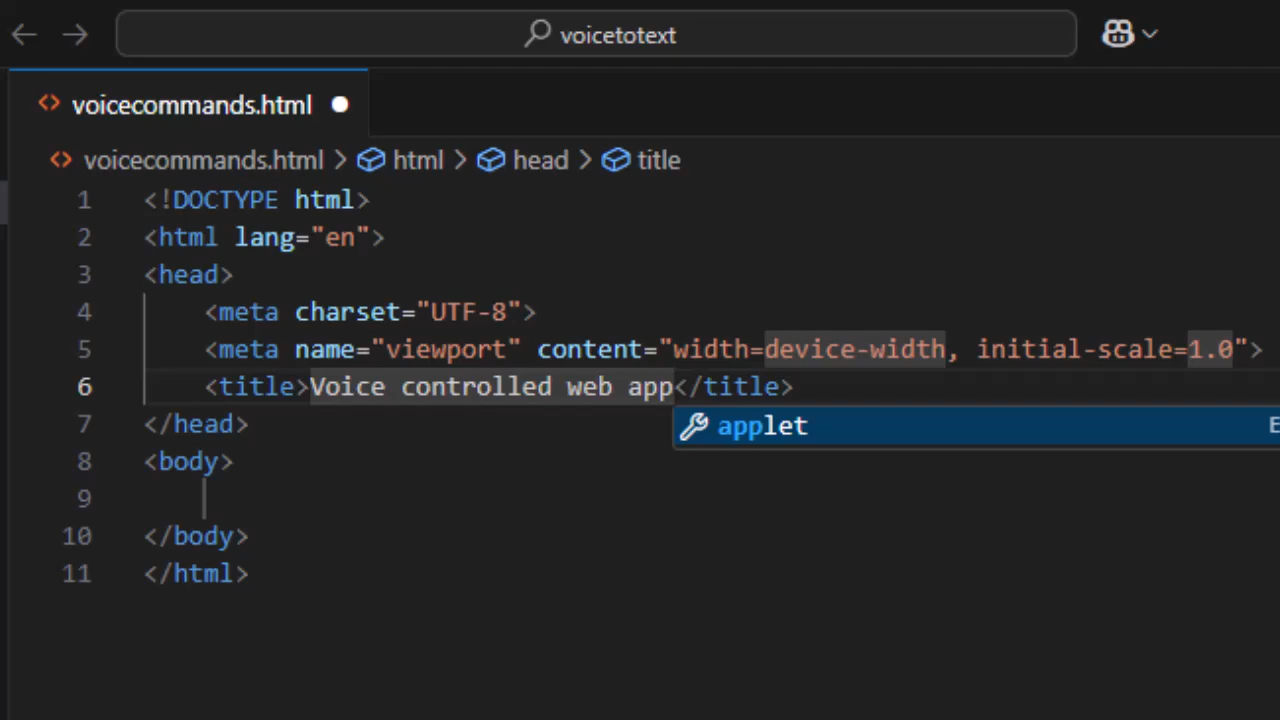 voicetotext
voicecommands.html
voicecommands.html > html > head > title
1 <!DOCTYPE html>
2 <html lang="en">
3 <head>
4 <meta charset="UTF-8">
5 <meta name="viewport" content="width=device-width, initial-scale=1.0">
6 <title>Voice controlled web app</title>
applet
7 </head>
8 <body>
9
10 </body>
11 </html>